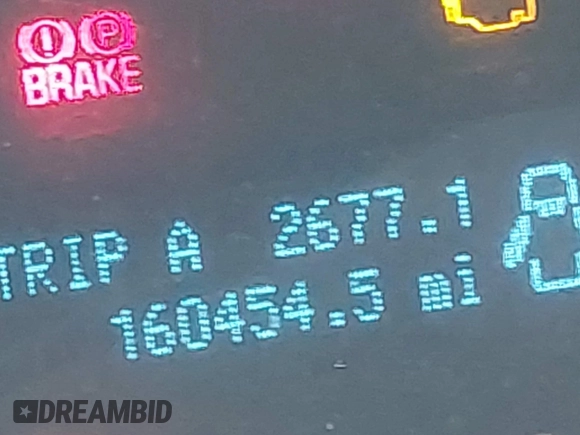 P
BRAKE
TRIP A 2677.1
160454.5 mi
DREAMBID